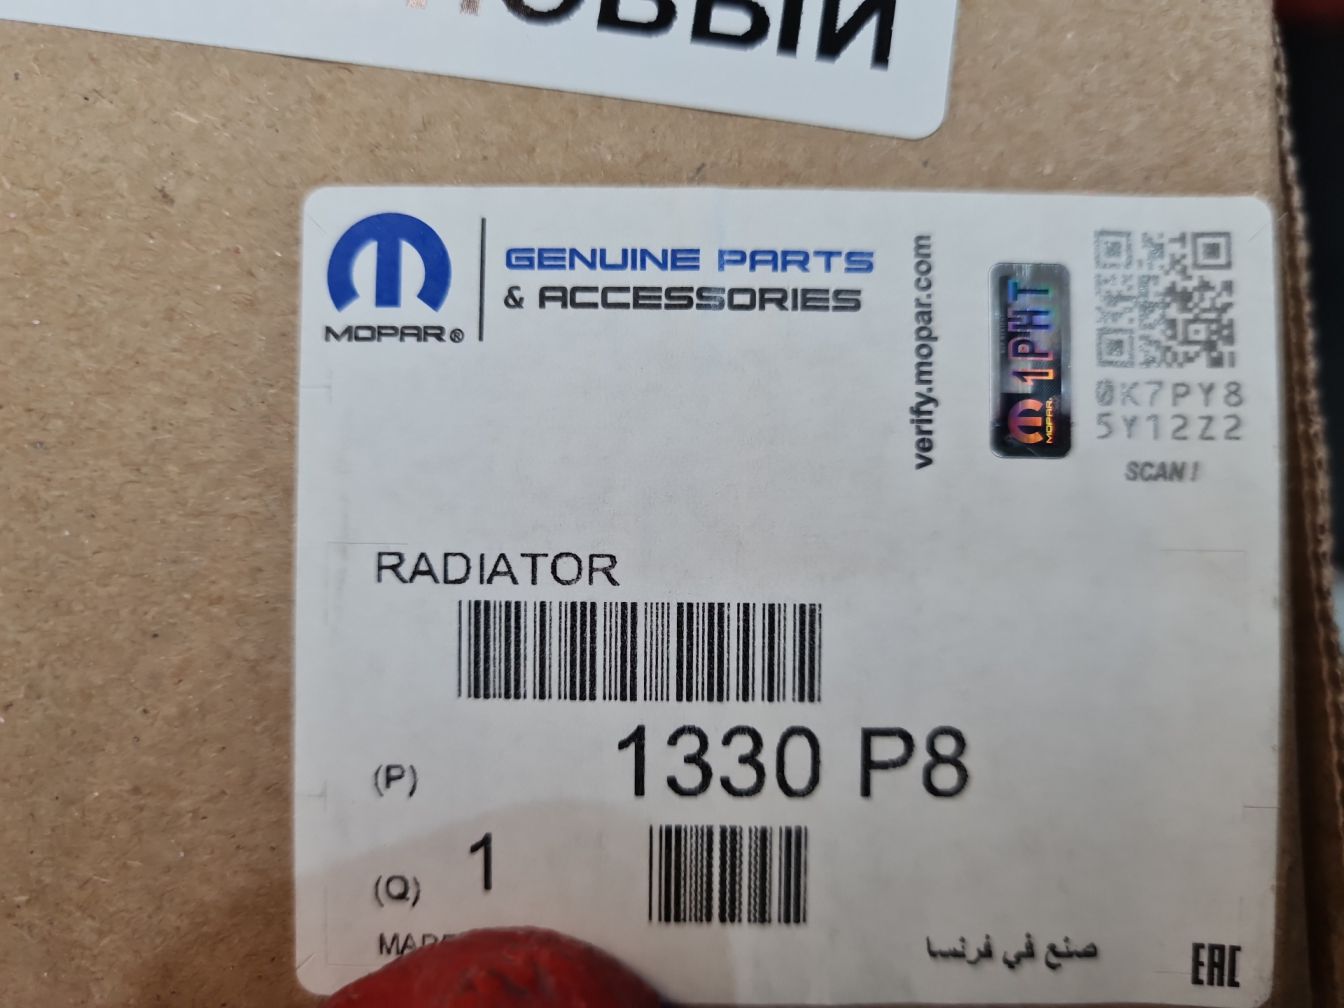 GENUINE PARTS
& ACCESSORIES
MOPAR®
verify.mopar.com
1PHT
MOPAR.
0K7PY8
5Y12Z2
SCAN!
RADIATOR
(P) 1330 P8
(Q) 1
صنع في فرنسا
EAC